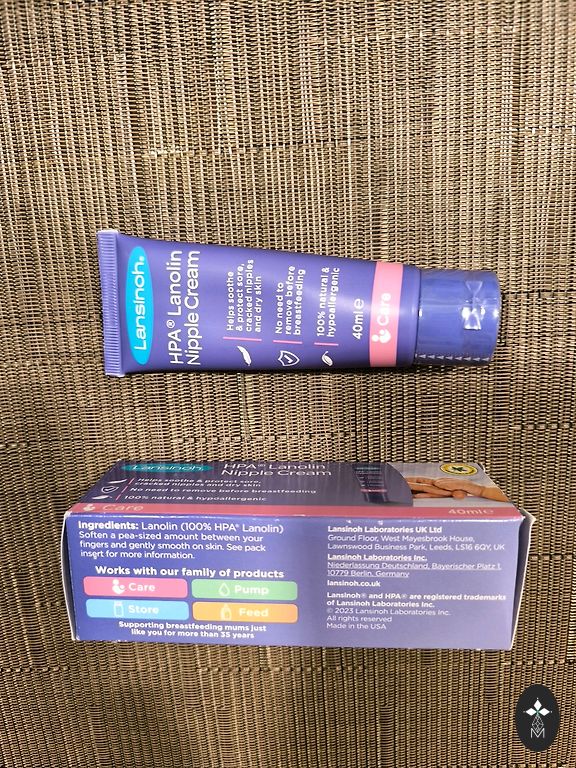 Lansinoh®
HPA® Lanolin
Nipple Cream
Helps soothe
& protect sore,
cracked nipples
and dry skin
No need to
remove before
breastfeeding
100% natural &
hypoallergenic
40ml e
Care
Lansinoh®
HPA® Lanolin
Nipple Cream
Helps soothe & protect sore,
cracked nipples and dry skin
No need to remove before breastfeeding
100% natural & hypoallergenic
Care
40ml e
Ingredients: Lanolin (100% HPA® Lanolin)
Soften a pea-sized amount between your
fingers and gently smooth on skin. See pack
insert for more information.
Works with our family of products
Care
Pump
Store
Feed
Supporting breastfeeding mums just
like you for more than 35 years
Lansinoh Laboratories UK Ltd
Ground Floor, West Mayesbrook House,
Lawnswood Business Park, Leeds, LS16 6QY, UK
Lansinoh Laboratories Inc.
Niederlassung Deutschland, Bayerischer Platz 1,
10779 Berlin, Germany
lansinoh.co.uk
Lansinoh® and HPA® are registered trademarks
of Lansinoh Laboratories Inc.
© 2023 Lansinoh Laboratories Inc.
All rights reserved
Made in the USA